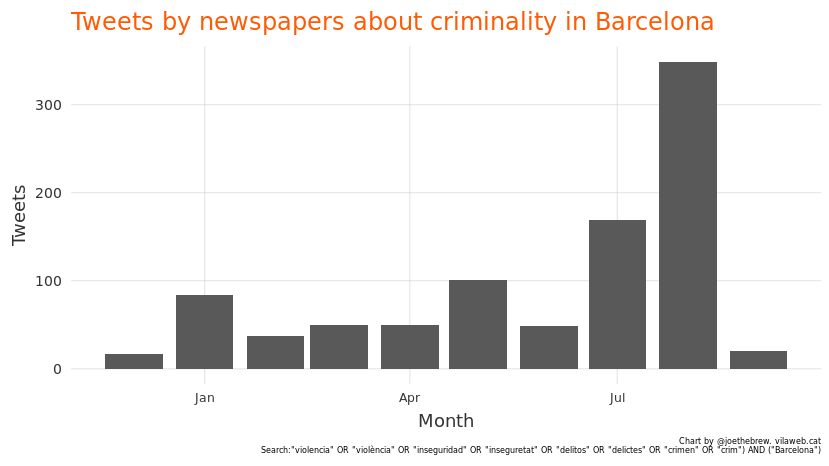 Tweets by newspapers about criminality in Barcelona
300
200
100
0
Tweets
Jan
Apr
Jul
Month
Chart by @joethebrew. vilaweb.cat
Search:"violencia" OR "violència" OR "inseguridad" OR "inseguretat" OR "delitos" OR "delictes" OR "crimen" OR "crim") AND ("Barcelona")